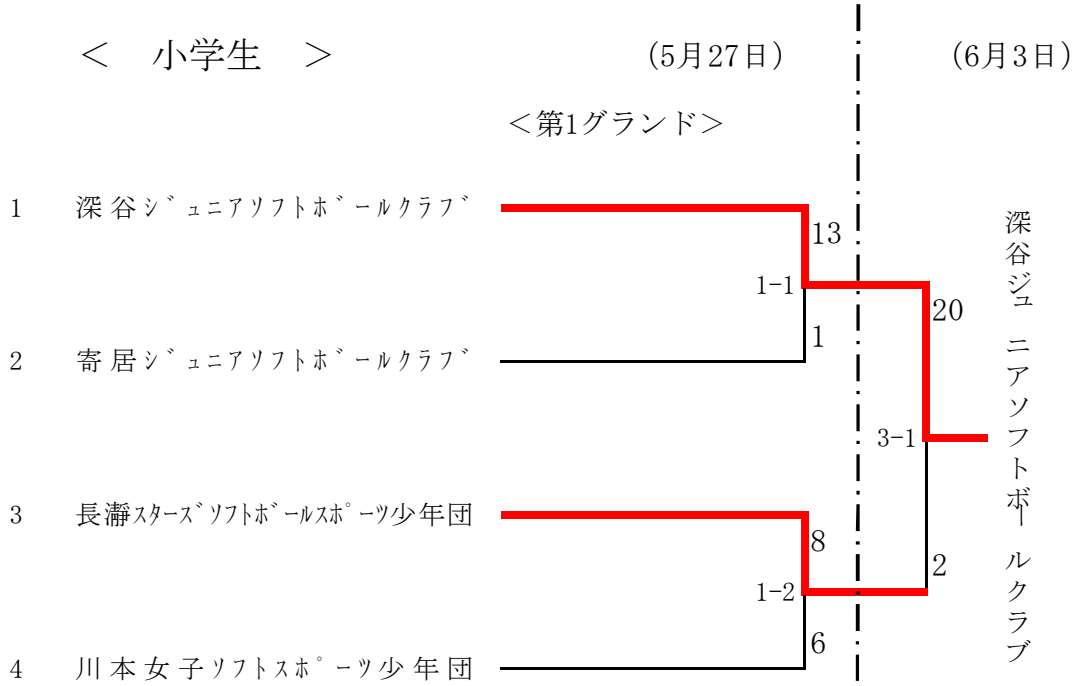 < 小学生 >
(5月27日)
(6月3日)
<第1グランド>
1 深谷ｼﾞｭﾆｱｿﾌﾄﾎﾞｰﾙｸﾗﾌﾞ
13
1-1
1
2 寄居ｼﾞｭﾆｱｿﾌﾄﾎﾞｰﾙｸﾗﾌﾞ
20
3-1
2
3 長瀞ｽﾀｰｽﾞｿﾌﾄﾎﾞｰﾙｽﾎﾟｰﾂ少年団
8
1-2
6
4 川本女子ｿﾌﾄｽﾎﾟｰﾂ少年団
深谷ジュニアソフトボールクラブ